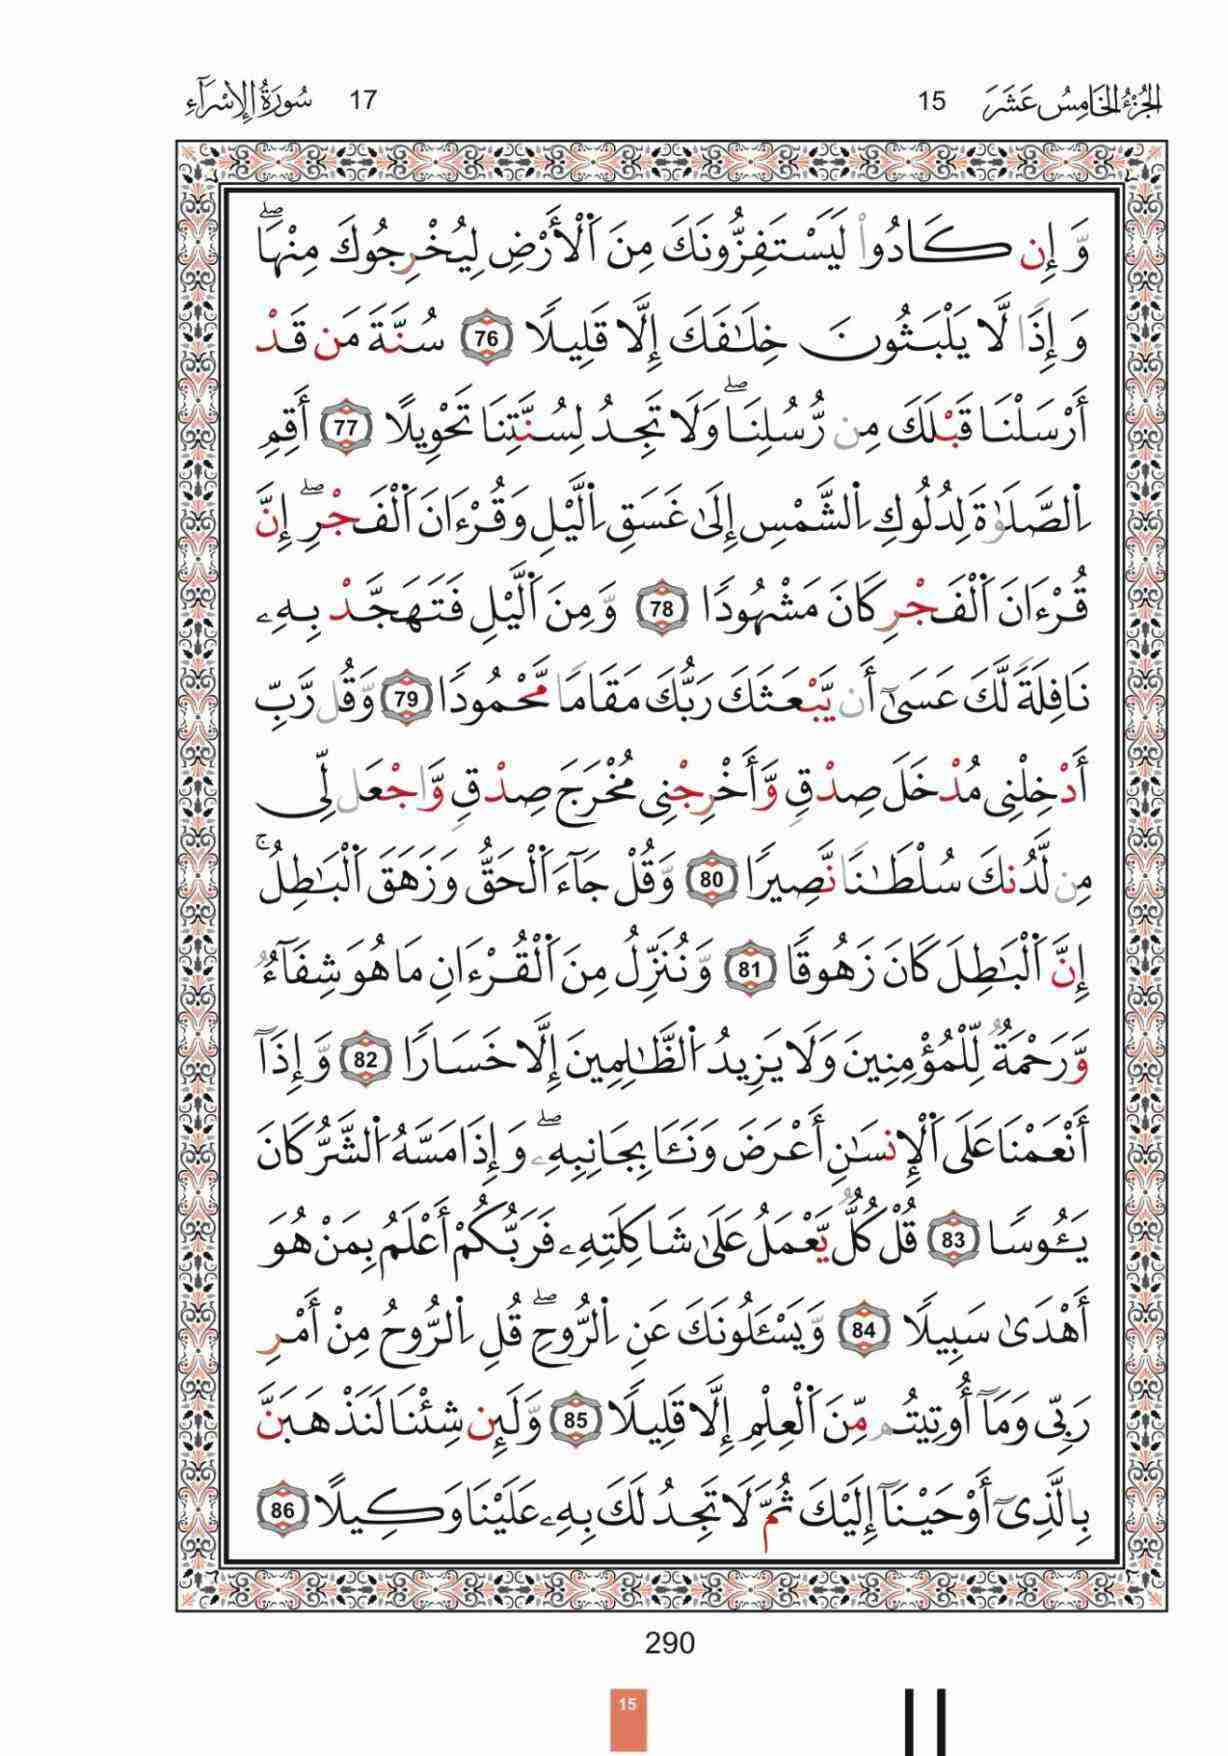 الجُزْءُ الخَامِسُ عَشَرَ 15 17 سُورَةُ الإِسْرَآءِ
وَّ إِن كَادُوا۟ لَيَسْتَفِزُّونَكَ مِنَ ٱلْأَرْضِ لِيُخْرِجُوكَ مِنْهَا ۖ
وَ إِذًا لَّا يَلْبَثُونَ خِلَـٰفَكَ إِلَّا قَلِيلًا 76 سُنَّةَ مَن قَدْ
أَرْسَلْنَا قَبْلَكَ مِن رُّسُلِنَا ۖ وَلَا تَجِدُ لِسُنَّتِنَا تَحْوِيلًا 77 أَقِمِ
ٱلصَّلَوٰةَ لِدُلُوكِ ٱلشَّمْسِ إِلَىٰ غَسَقِ ٱلَّيْلِ وَقُرْءَانَ ٱلْفَجْرِ ۖ إِنَّ
قُرْءَانَ ٱلْفَجْرِ كَانَ مَشْهُودًا 78 وَّمِنَ ٱلَّيْلِ فَتَهَجَّدْ بِهِۦ
نَافِلَةً لَّكَ عَسَىٰٓ أَن يَّبْعَثَكَ رَبُّكَ مَقَامًا مَّحْمُودًا 79 وَّقُل رَّبِّ
أَدْخِلْنِى مُدْخَلَ صِدْقٍ وَّأَخْرِجْنِى مُخْرَجَ صِدْقٍ وَّاجْعَل لِّى
مِن لَّدُنكَ سُلْطَـٰنًا نَّصِيرًا 80 وَّقُلْ جَآءَ ٱلْحَقُّ وَزَهَقَ ٱلْبَـٰطِلُ ۚ
إِنَّ ٱلْبَـٰطِلَ كَانَ زَهُوقًا 81 وَّنُنَزِّلُ مِنَ ٱلْقُرْءَانِ مَا هُوَ شِفَآءٌ
وَّرَحْمَةٌ لِّلْمُؤْمِنِينَ وَلَا يَزِيدُ ٱلظَّـٰلِمِينَ إِلَّا خَسَارًا 82 وَّ إِذَآ
أَنْعَمْنَا عَلَى ٱلْإِنسَـٰنِ أَعْرَضَ وَنَـَٔا بِجَانِبِهِۦ ۖ وَ إِذَا مَسَّهُ ٱلشَّرُّ كَانَ
يَـُٔوسًا 83 قُلْ كُلٌّ يَّعْمَلُ عَلَىٰ شَاكِلَتِهِۦ فَرَبُّكُمْ أَعْلَمُ بِمَنْ هُوَ
أَهْدَىٰ سَبِيلًا 84 وَّيَسْـَٔلُونَكَ عَنِ ٱلرُّوحِ ۖ قُلِ ٱلرُّوحُ مِنْ أَمْرِ
رَبِّى وَمَآ أُوتِيتُم مِّنَ ٱلْعِلْمِ إِلَّا قَلِيلًا 85 وَّلَئِن شِئْنَا لَنَذْهَبَنَّ
بِالَّذِىٓ أَوْحَيْنَآ إِلَيْكَ ثُمَّ لَا تَجِدُ لَكَ بِهِۦ عَلَيْنَا وَكِيلًا 86
290
15